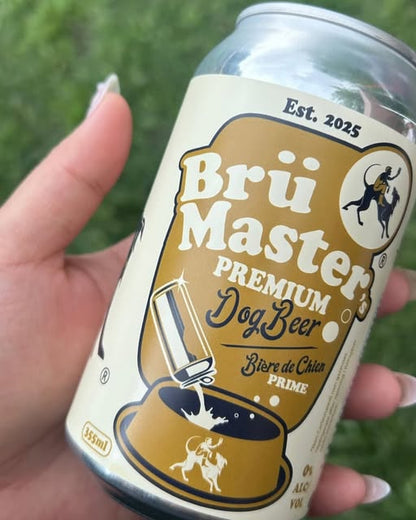 Est. 2025
Brü
Master's
PREMIUM
Dog Beer
Bière de Chien
PRIME
355ml
0%
ALC/
VOL
®
®